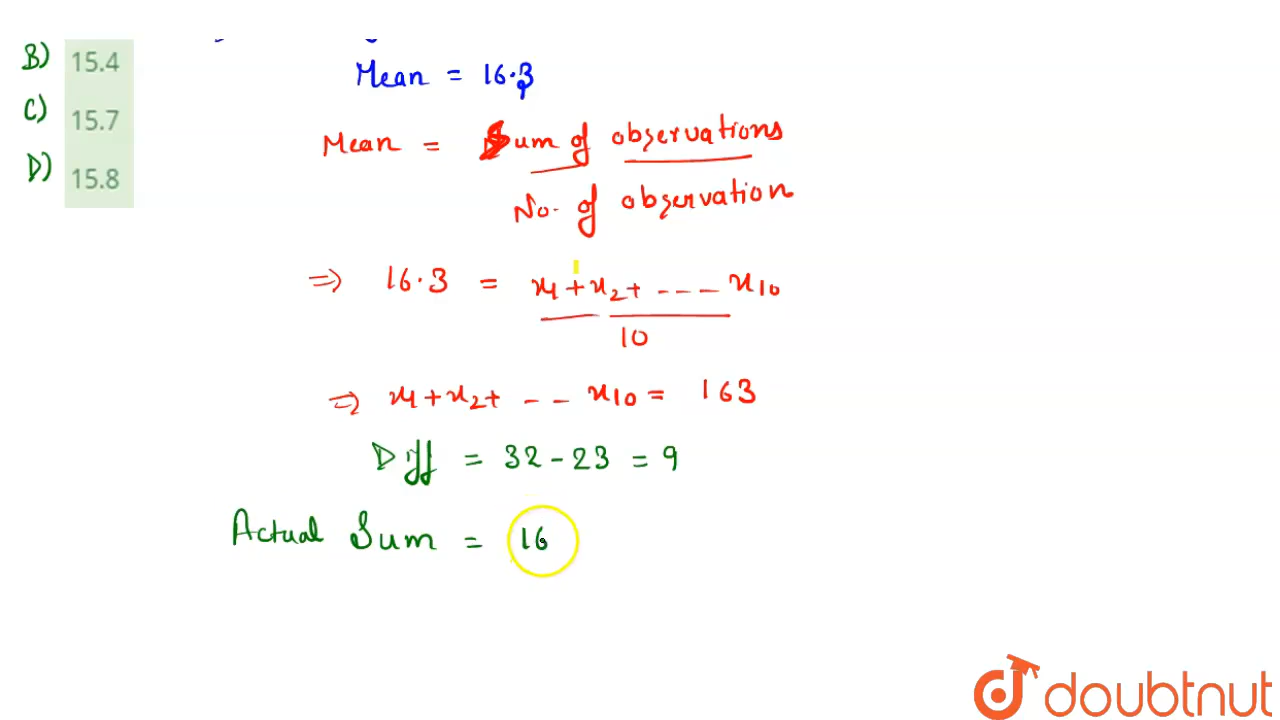 B) 15.4
Mean = 16.3
C) 15.7
Mean = Sum of observations
No. of observation
D) 15.8
=> 16.3 = x1 + x2 + --- x10
10
=> x1 + x2 + -- x10 = 163
Diff = 32 - 23 = 9
Actual Sum = 16
doubtnut